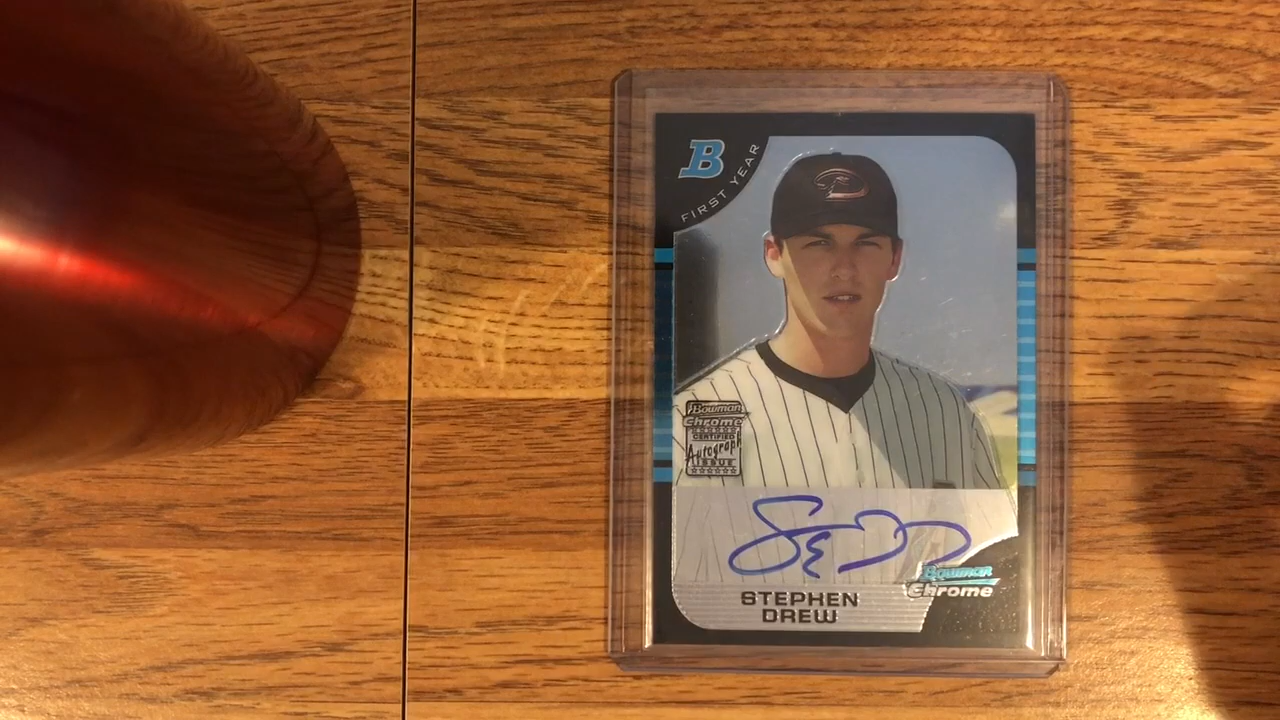 B
FIRST YEAR
Bowman
Chrome
CERTIFIED
Autograph
ISSUE
STEPHEN
DREW
Bowman
Chrome